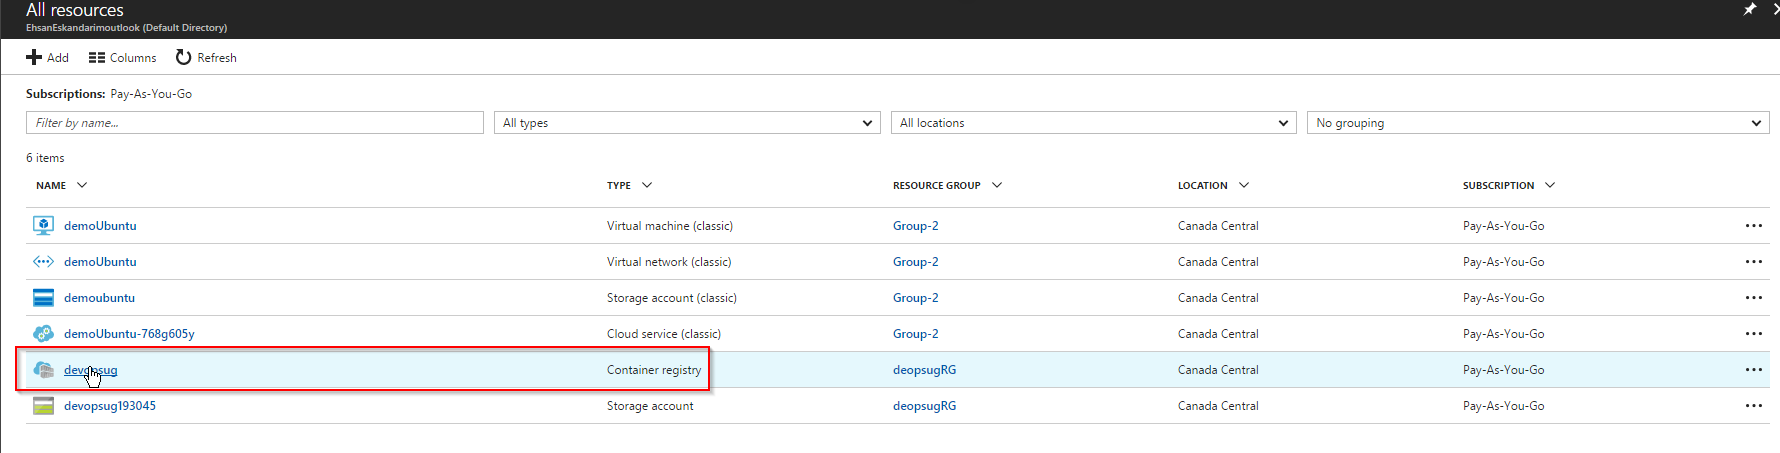 All resources
EhsanEskandarimoutlook (Default Directory)
Add Columns Refresh
Subscriptions: Pay-As-You-Go
Filter by name... All types All locations No grouping
6 items
NAME TYPE RESOURCE GROUP LOCATION SUBSCRIPTION
demoUbuntu Virtual machine (classic) Group-2 Canada Central Pay-As-You-Go
demoUbuntu Virtual network (classic) Group-2 Canada Central Pay-As-You-Go
demoubuntu Storage account (classic) Group-2 Canada Central Pay-As-You-Go
demoUbuntu-768g605y Cloud service (classic) Group-2 Canada Central Pay-As-You-Go
devopsug Container registry deopsugRG Canada Central Pay-As-You-Go
devopsug193045 Storage account deopsugRG Canada Central Pay-As-You-Go